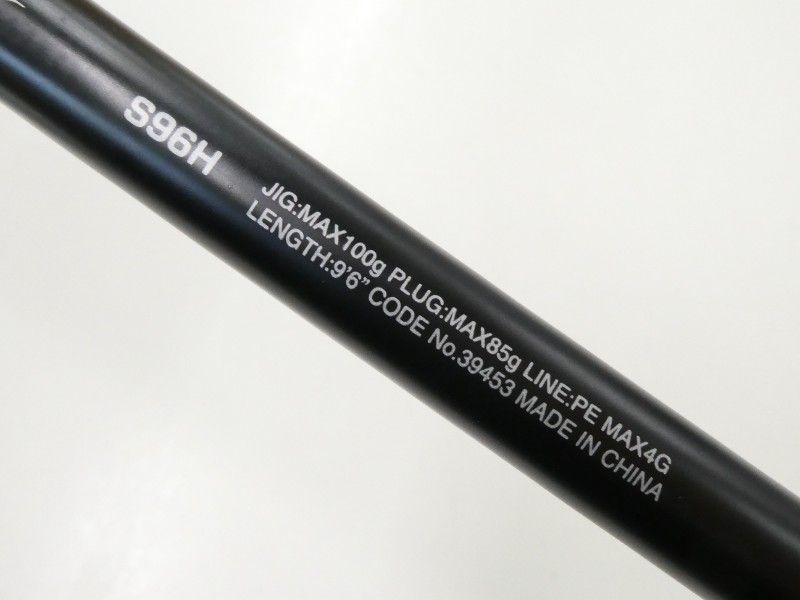 S96H
JIG:MAX100g PLUG:MAX85g LINE:PE MAX4G
LENGTH:9'6" CODE No.39453 MADE IN CHINA